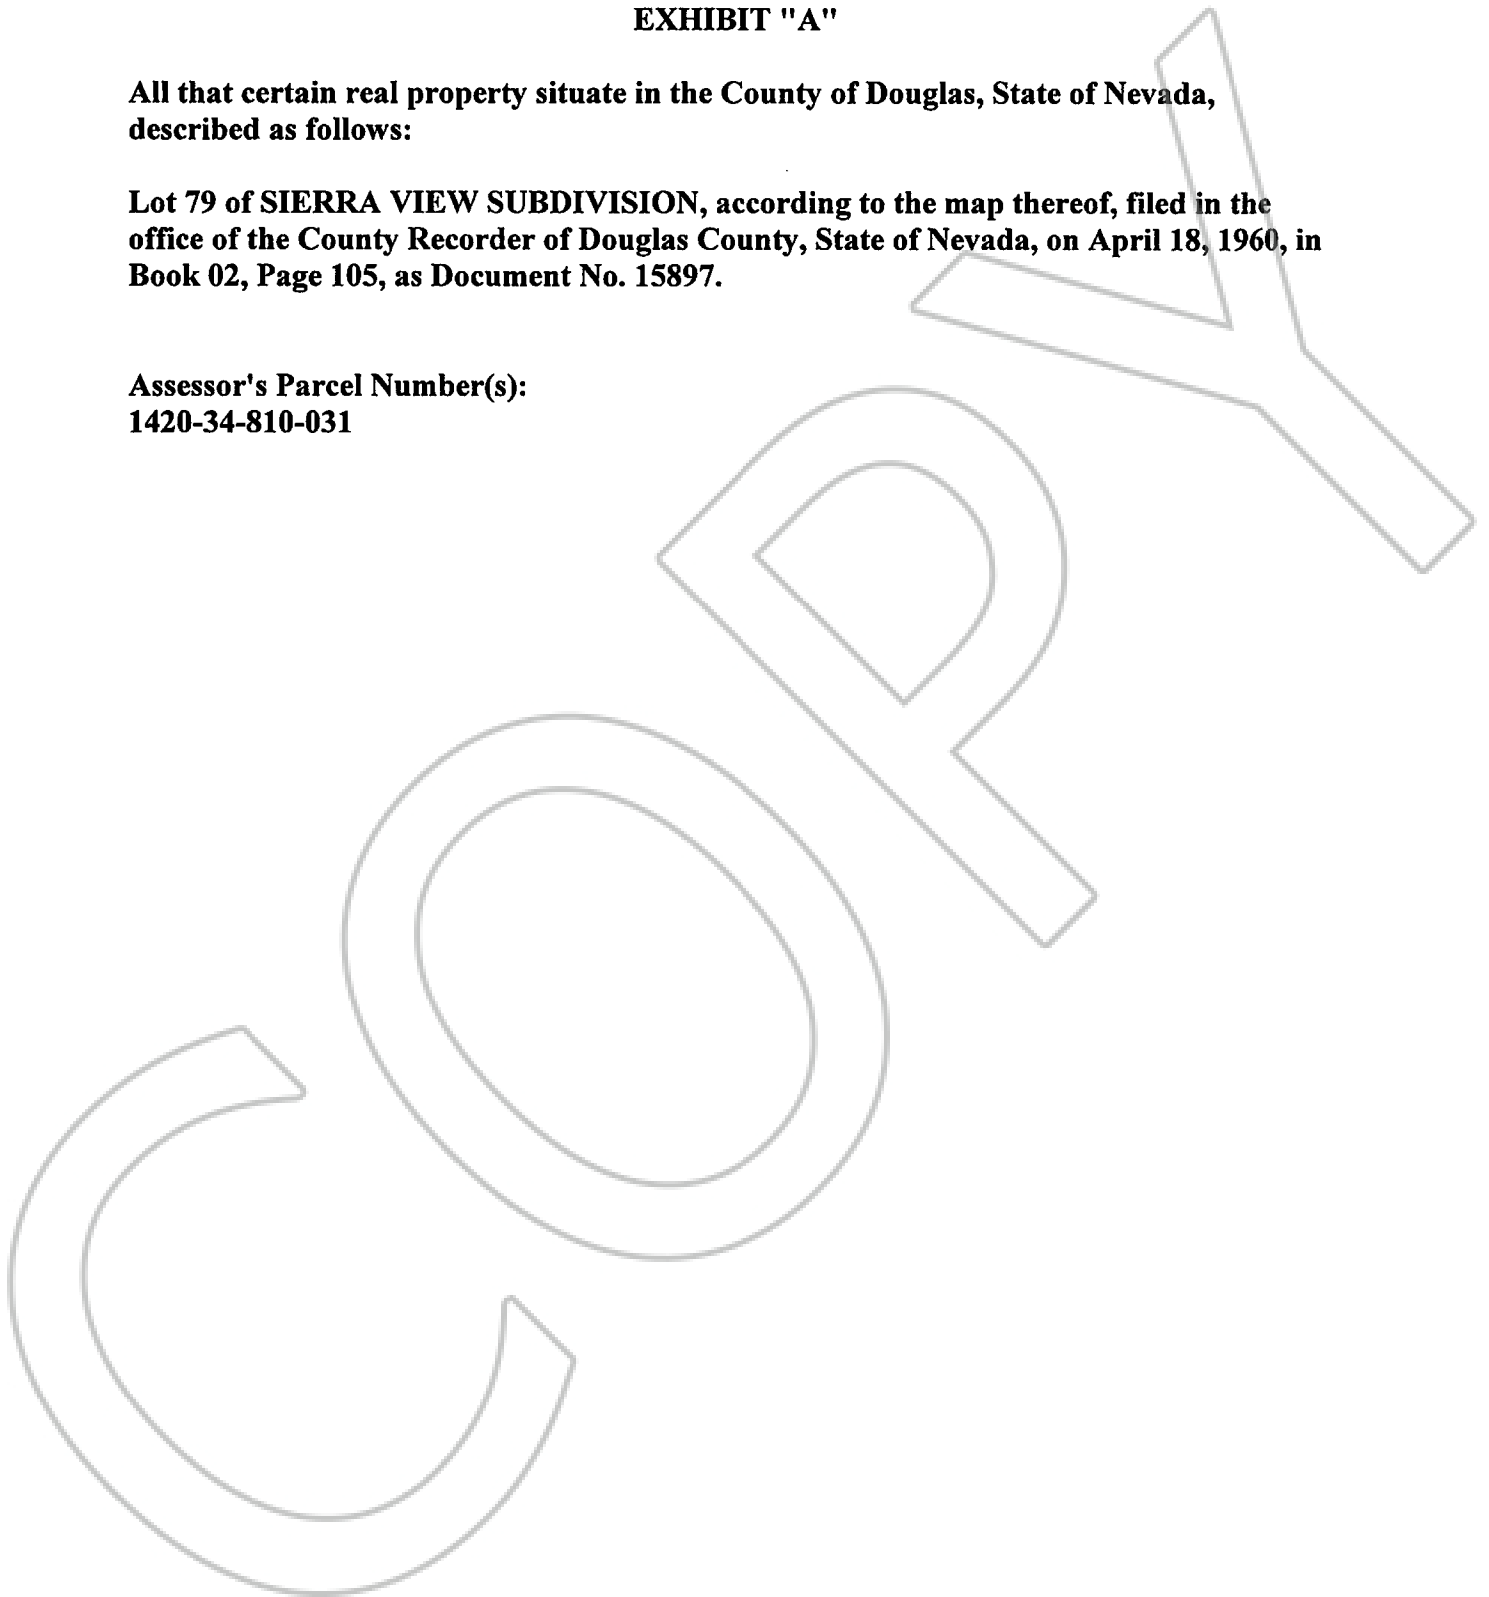 EXHIBIT "A"
All that certain real property situate in the County of Douglas, State of Nevada,
described as follows:
Lot 79 of SIERRA VIEW SUBDIVISION, according to the map thereof, filed in the
office of the County Recorder of Douglas County, State of Nevada, on April 18, 1960, in
Book 02, Page 105, as Document No. 15897.
Assessor's Parcel Number(s):
1420-34-810-031
COPY